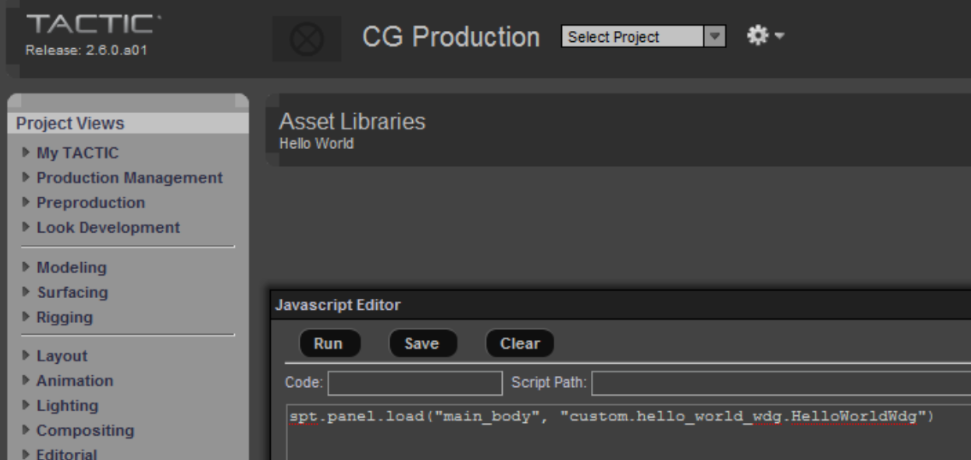 TACTIC
Release: 2.6.0.a01
CG Production
Select Project
Project Views
My TACTIC
Production Management
Preproduction
Look Development
Modeling
Surfacing
Rigging
Layout
Animation
Lighting
Compositing
Editorial
Asset Libraries
Hello World
Javascript Editor
Run Save Clear
Code: Script Path:
spt.panel.load("main_body", "custom.hello_world_wdg.HelloWorldWdg")